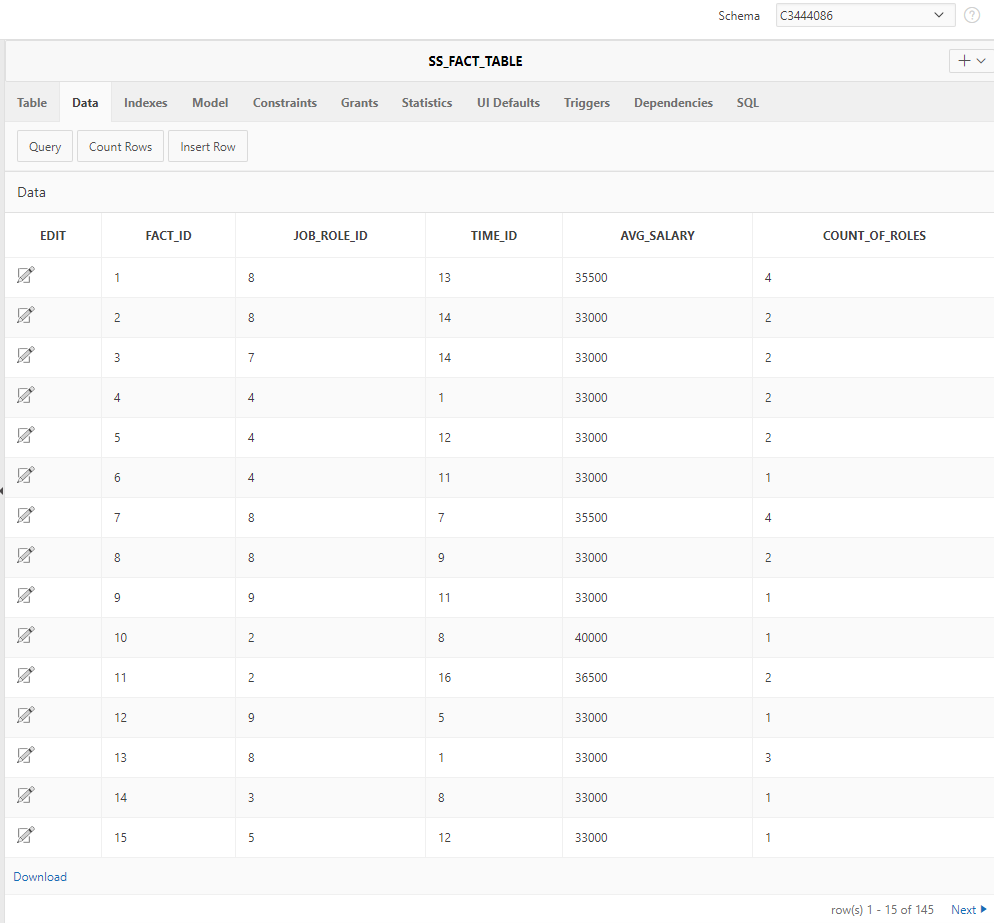 Schema C3444086 ?
SS_FACT_TABLE
Table Data Indexes Model Constraints Grants Statistics UI Defaults Triggers Dependencies SQL
Query Count Rows Insert Row
Data
EDIT FACT_ID JOB_ROLE_ID TIME_ID AVG_SALARY COUNT_OF_ROLES
1 8 13 35500 4
2 8 14 33000 2
3 7 14 33000 2
4 4 1 33000 2
5 4 12 33000 2
6 4 11 33000 1
7 8 7 35500 4
8 8 9 33000 2
9 9 11 33000 1
10 2 8 40000 1
11 2 16 36500 2
12 9 5 33000 1
13 8 1 33000 3
14 3 8 33000 1
15 5 12 33000 1
Download
row(s) 1 - 15 of 145 Next